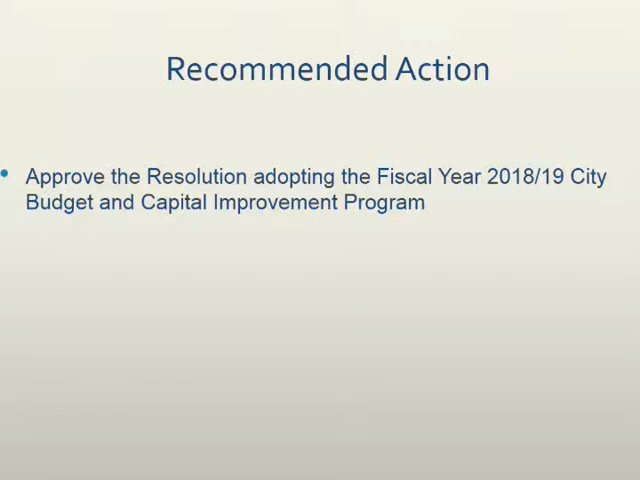 Recommended Action
• Approve the Resolution adopting the Fiscal Year 2018/19 City
Budget and Capital Improvement Program